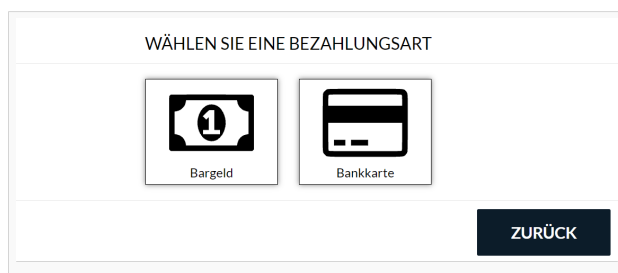 WÄHLEN SIE EINE BEZAHLUNGSART
1
Bargeld
Bankkarte
ZURÜCK